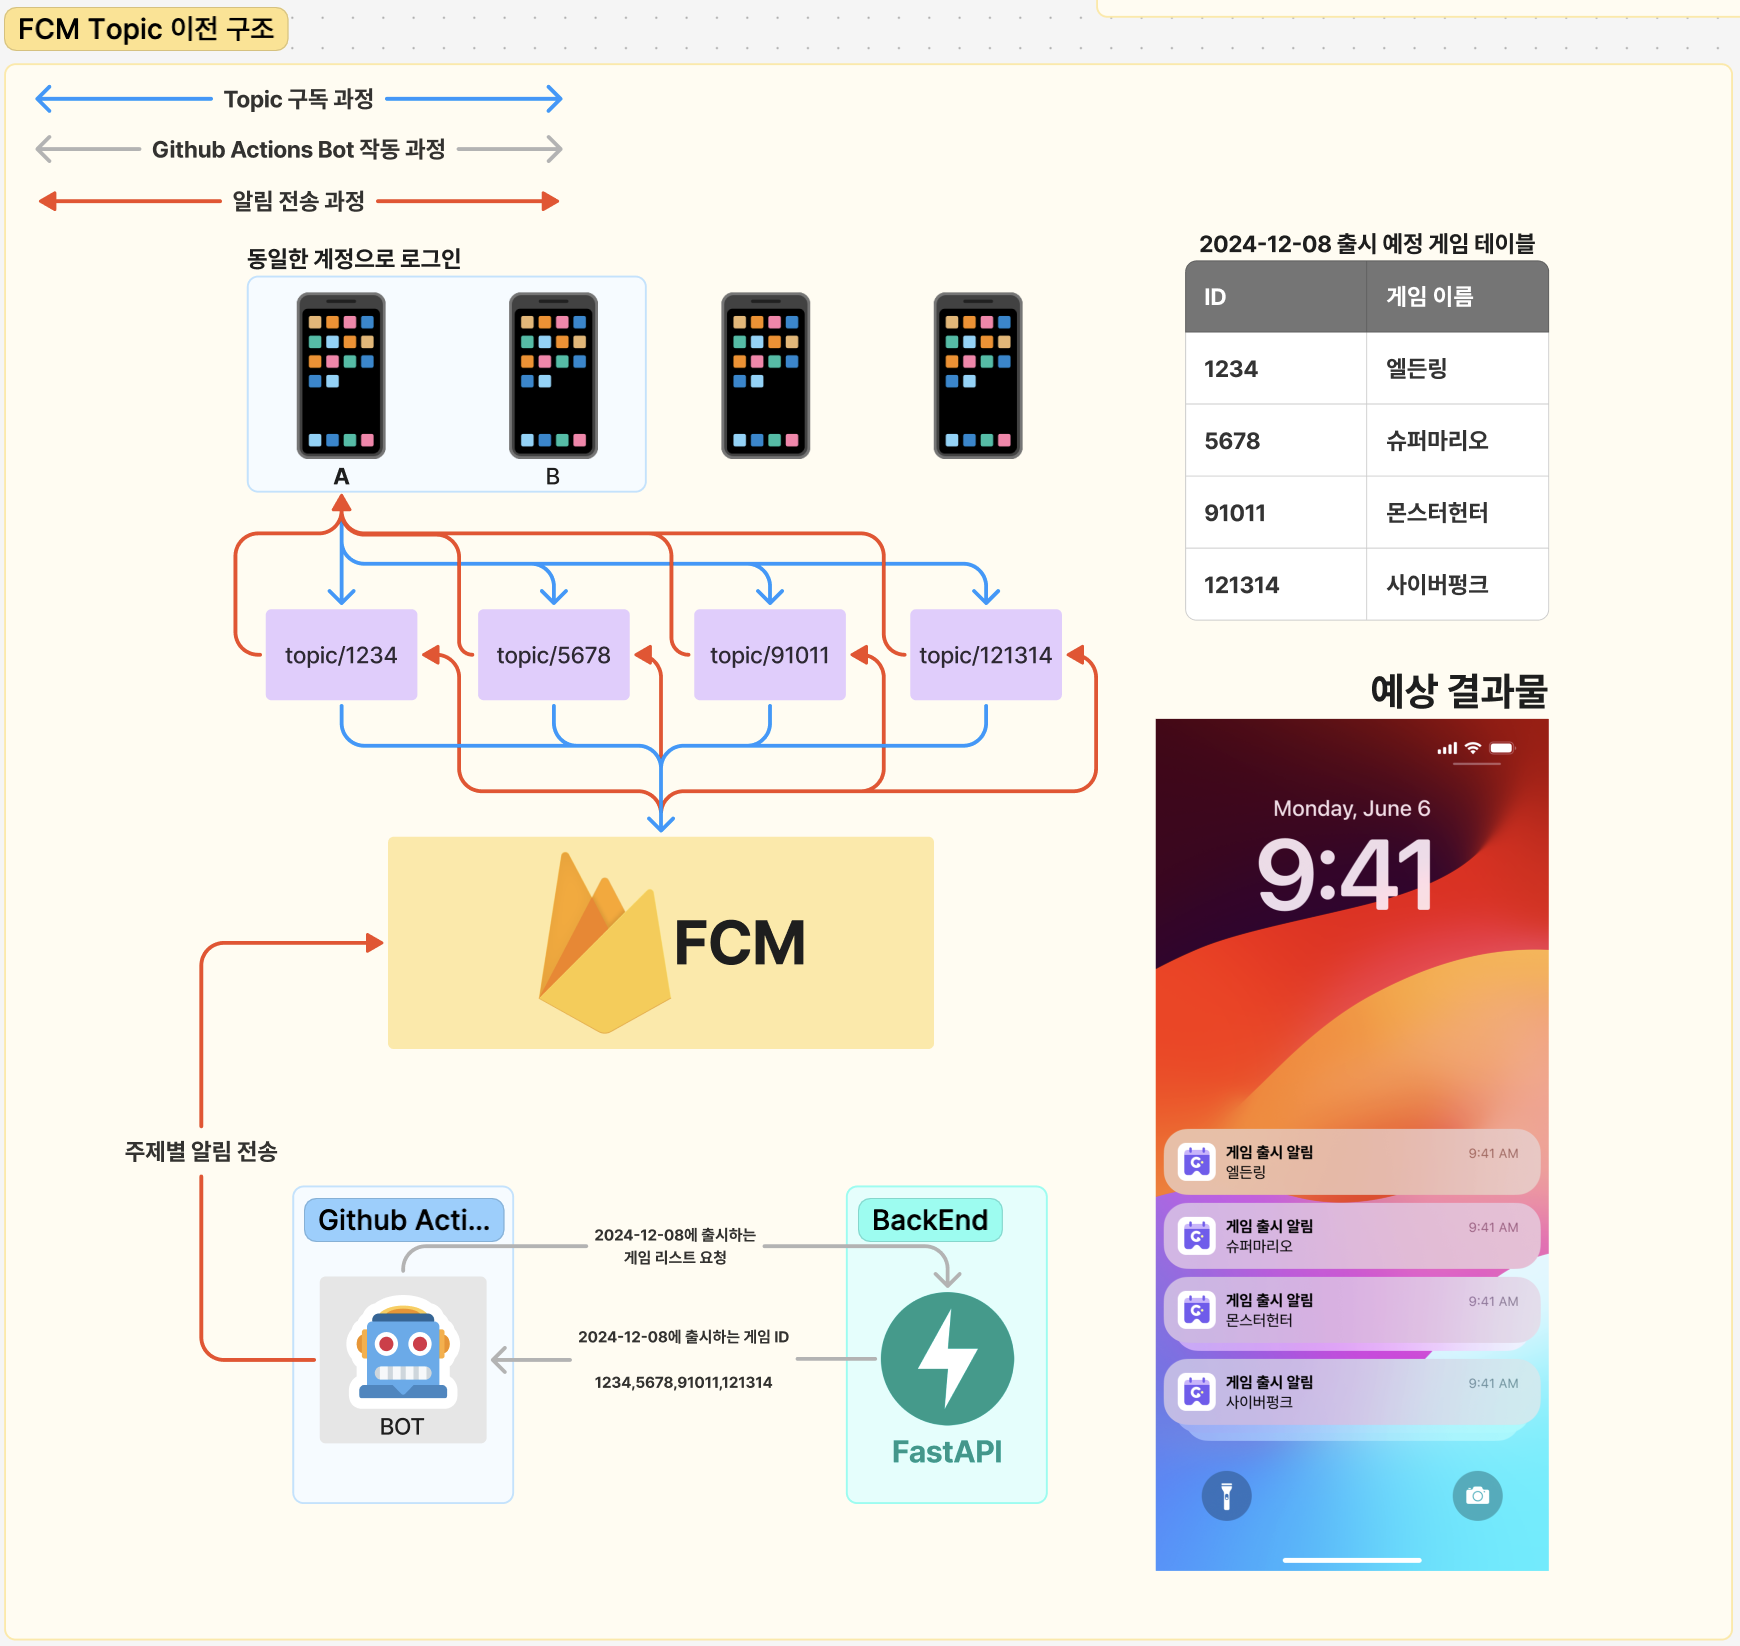 FCM Topic 이전 구조
Topic 구독 과정
Github Actions Bot 작동 과정
알림 전송 과정
동일한 계정으로 로그인
A
B
topic/1234
topic/5678
topic/91011
topic/121314
FCM
주제별 알림 전송
Github Acti...
BOT
2024-12-08에 출시하는
게임 리스트 요청
2024-12-08에 출시하는 게임 ID
1234,5678,91011,121314
BackEnd
FastAPI
2024-12-08 출시 예정 게임 테이블
ID 게임 이름
1234 엘든링
5678 슈퍼마리오
91011 몬스터헌터
121314 사이버펑크
예상 결과물
Monday, June 6
9:41
게임 출시 알림 9:41 AM
엘든링
게임 출시 알림 9:41 AM
슈퍼마리오
게임 출시 알림 9:41 AM
몬스터헌터
게임 출시 알림 9:41 AM
사이버펑크